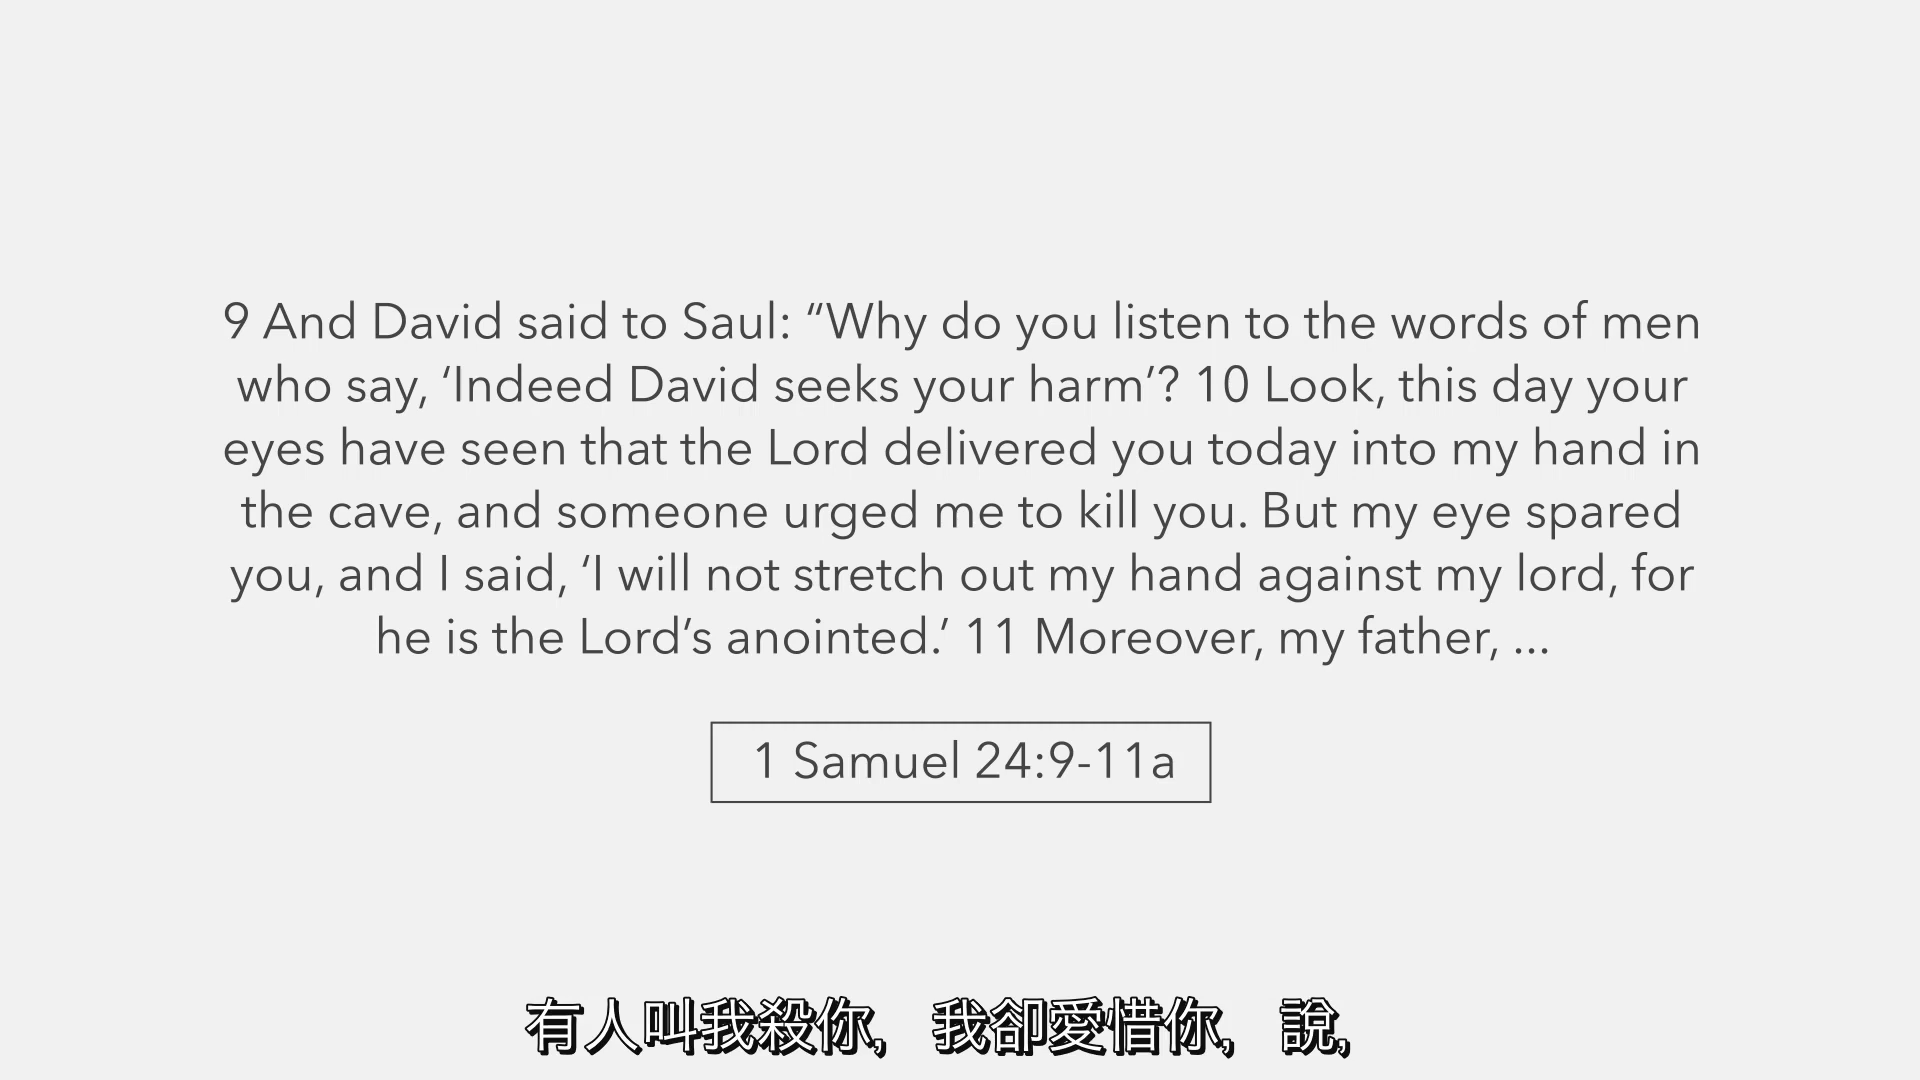 9 And David said to Saul: “Why do you listen to the words of men
who say, ‘Indeed David seeks your harm’? 10 Look, this day your
eyes have seen that the Lord delivered you today into my hand in
the cave, and someone urged me to kill you. But my eye spared
you, and I said, ‘I will not stretch out my hand against my lord, for
he is the Lord’s anointed.’ 11 Moreover, my father, ...
1 Samuel 24:9-11a
有人叫我殺你, 我卻愛惜你, 說,